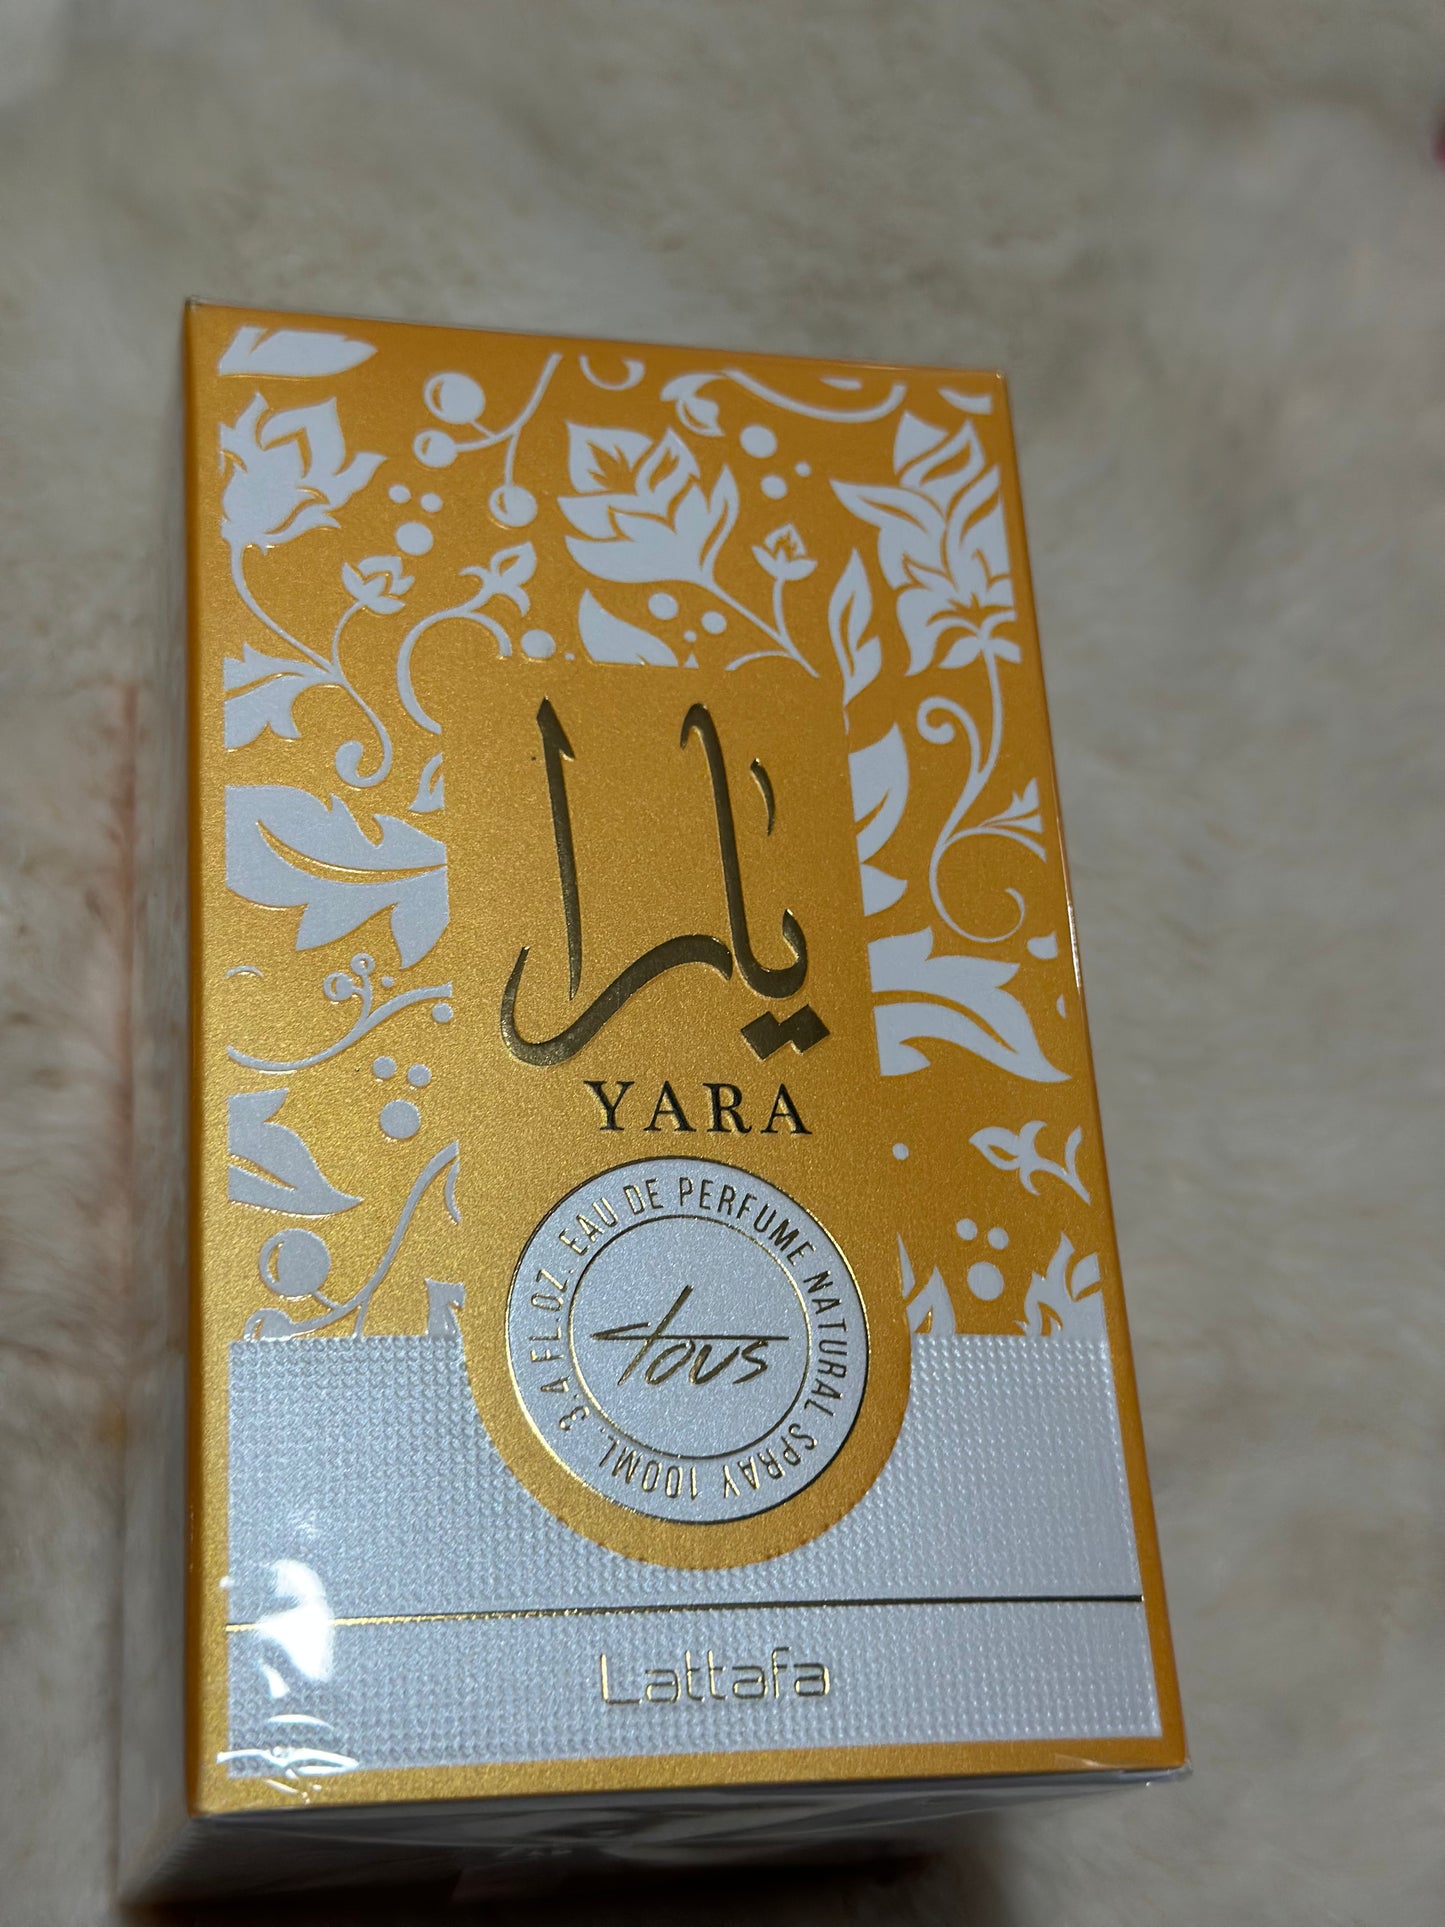 يارا
YARA
EAU DE PERFUME NATURAL SPRAY 100ML. 3.4 FL.OZ.
tous
Lattafa